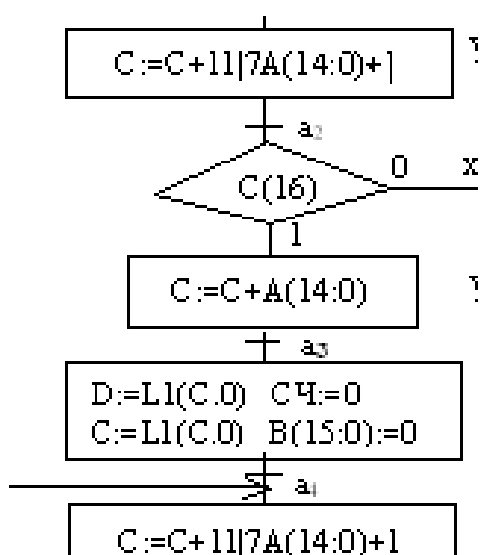 C:=C+11|7A(14:0)+1
a2
C(16)
0
x
1
C:=C+A(14:0)
a3
D:=L1(C.0) СЧ:=0
C:=L1(C.0) B(15:0):=0
a4
C:=C+11|7A(14:0)+1